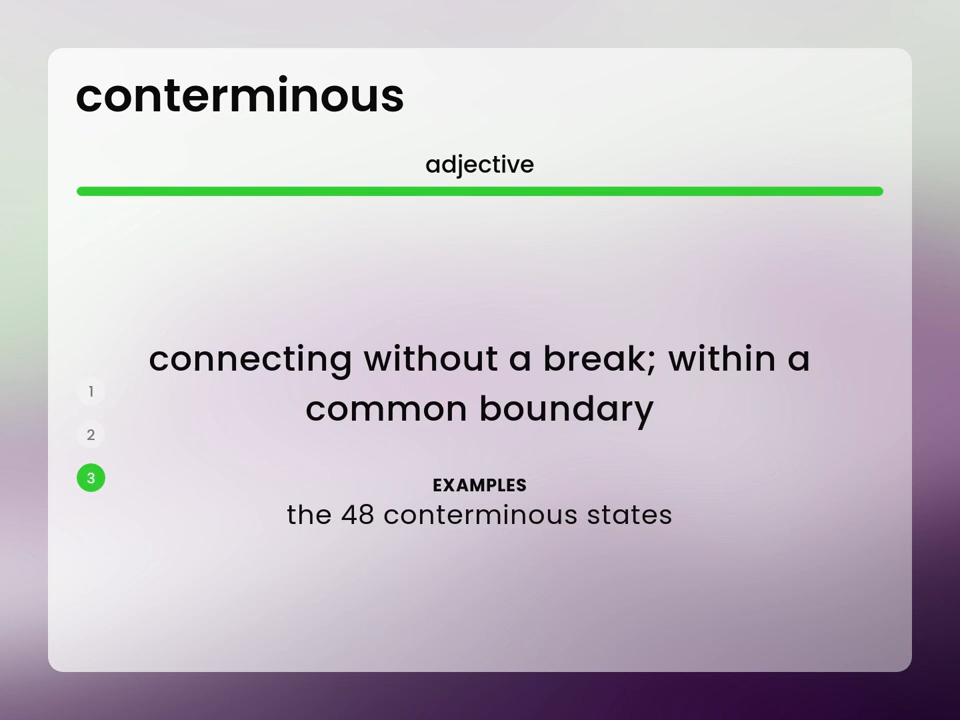 conterminous
adjective
connecting without a break; within a
common boundary
1
2
3
EXAMPLES
the 48 conterminous states